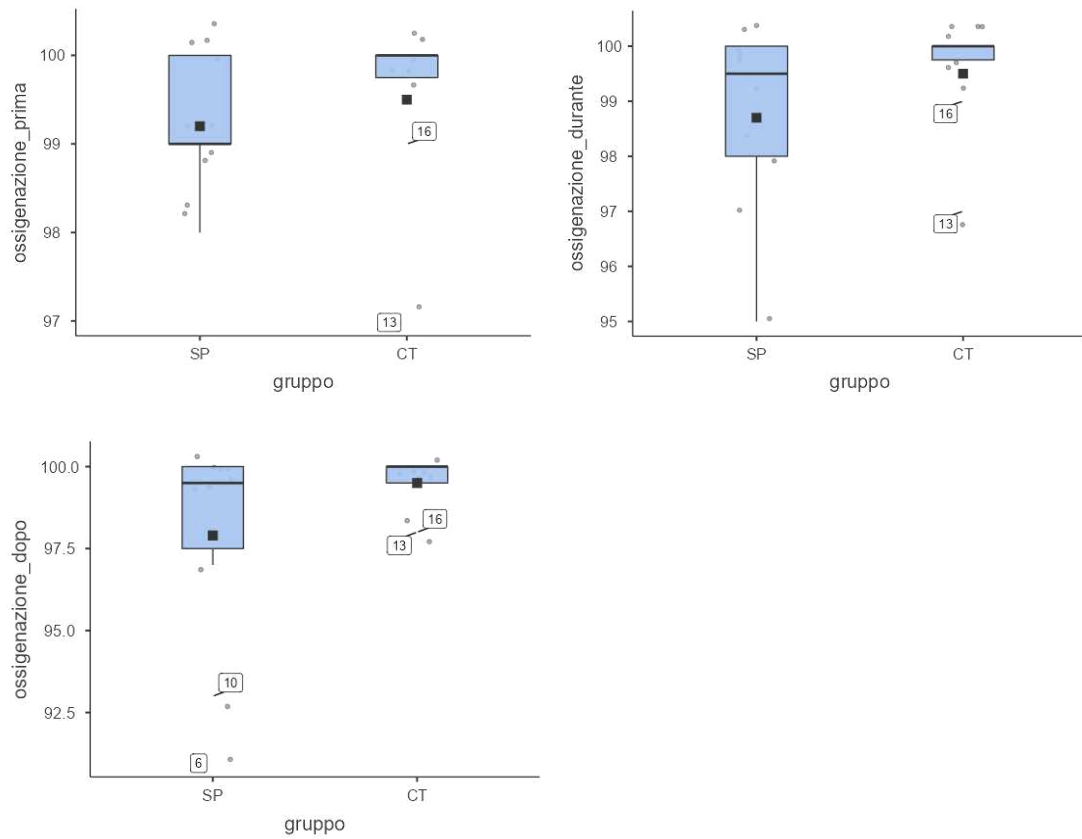 ossigenazione_prima
100
99
98
97
16
13
SP
CT
gruppo
ossigenazione_durante
100
99
98
97
96
95
16
13
SP
CT
gruppo
ossigenazione_dopo
100.0
97.5
95.0
92.5
16
13
10
6
SP
CT
gruppo